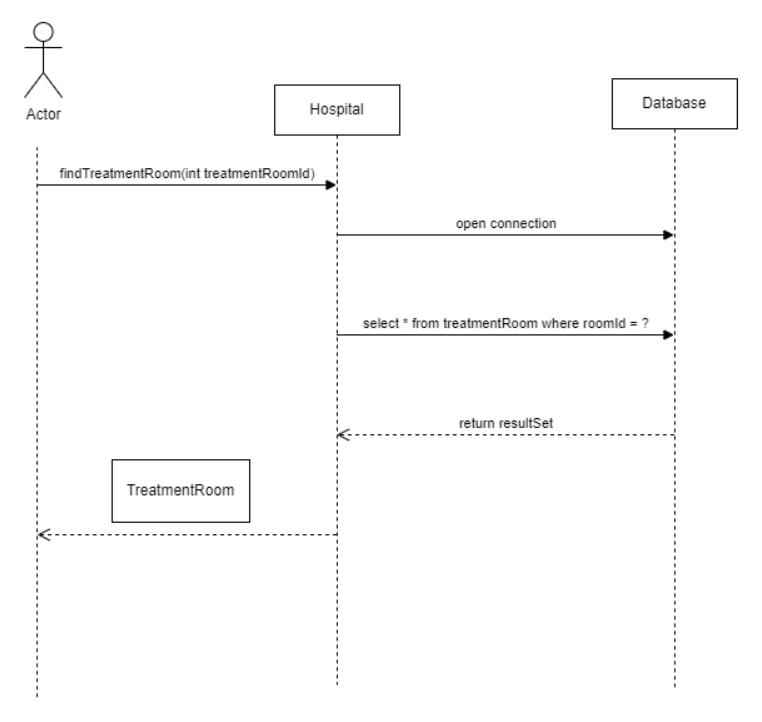 Actor
Hospital
Database
findTreatmentRoom(int treatmentRoomId)
open connection
select * from treatmentRoom where roomId = ?
return resultSet
TreatmentRoom